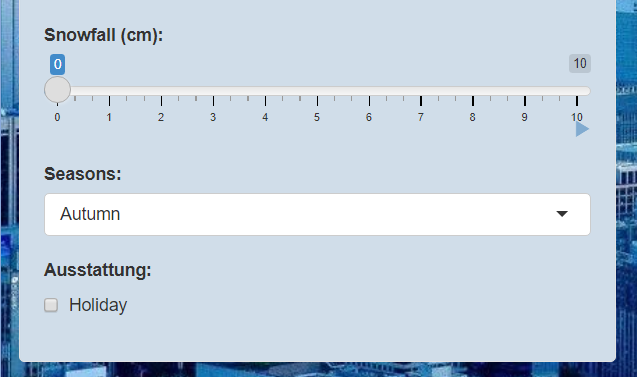 Snowfall (cm):
0 10
0 1 2 3 4 5 6 7 8 9 10
Seasons:
Autumn
Ausstattung:
Holiday